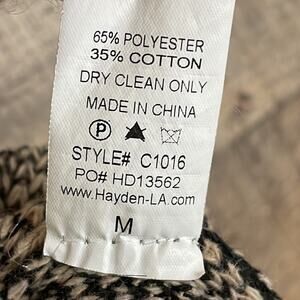 65% POLYESTER
35% COTTON
DRY CLEAN ONLY
MADE IN CHINA
P
STYLE# C1016
PO# HD13562
www.Hayden-LA.com
M